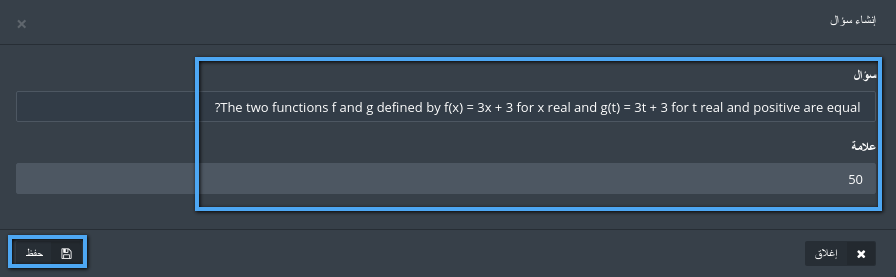 إنشاء سؤال
×
سؤال
?The two functions f and g defined by f(x) = 3x + 3 for x real and g(t) = 3t + 3 for t real and positive are equal
علامة
50
إغلاق
حفظ